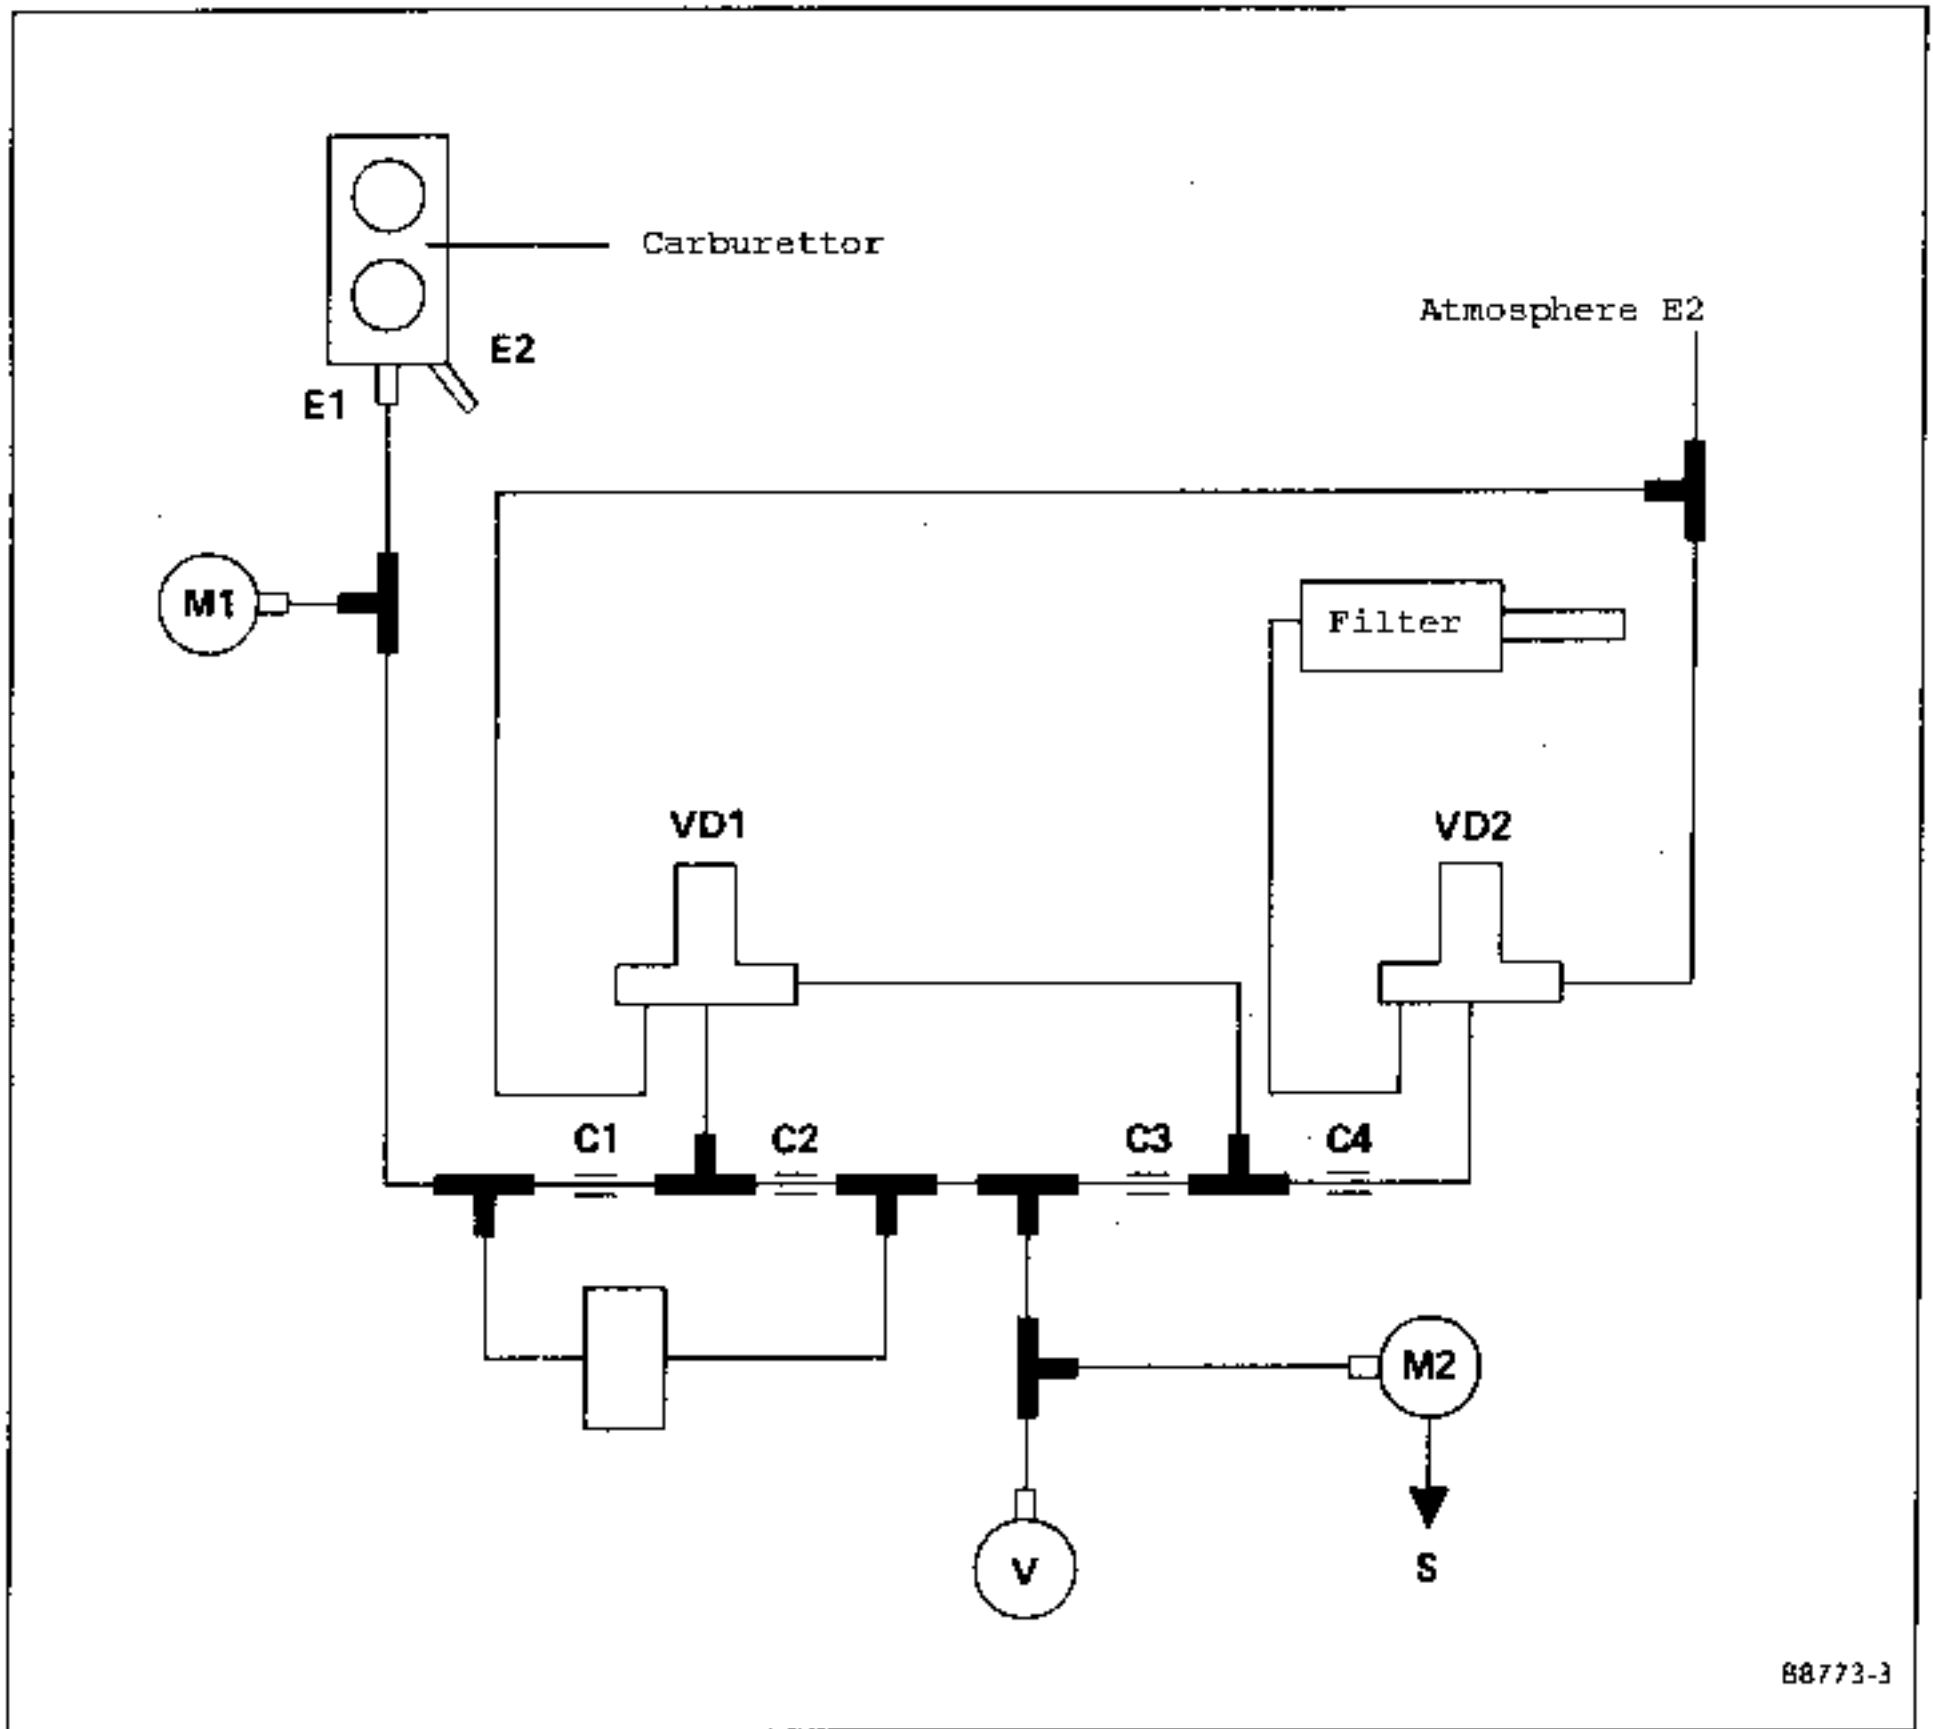 Carburettor
Atmosphere E2
E2
E1
M1
Filter
VD1
VD2
C1
C2
C3
C4
M2
V
S
88773-3